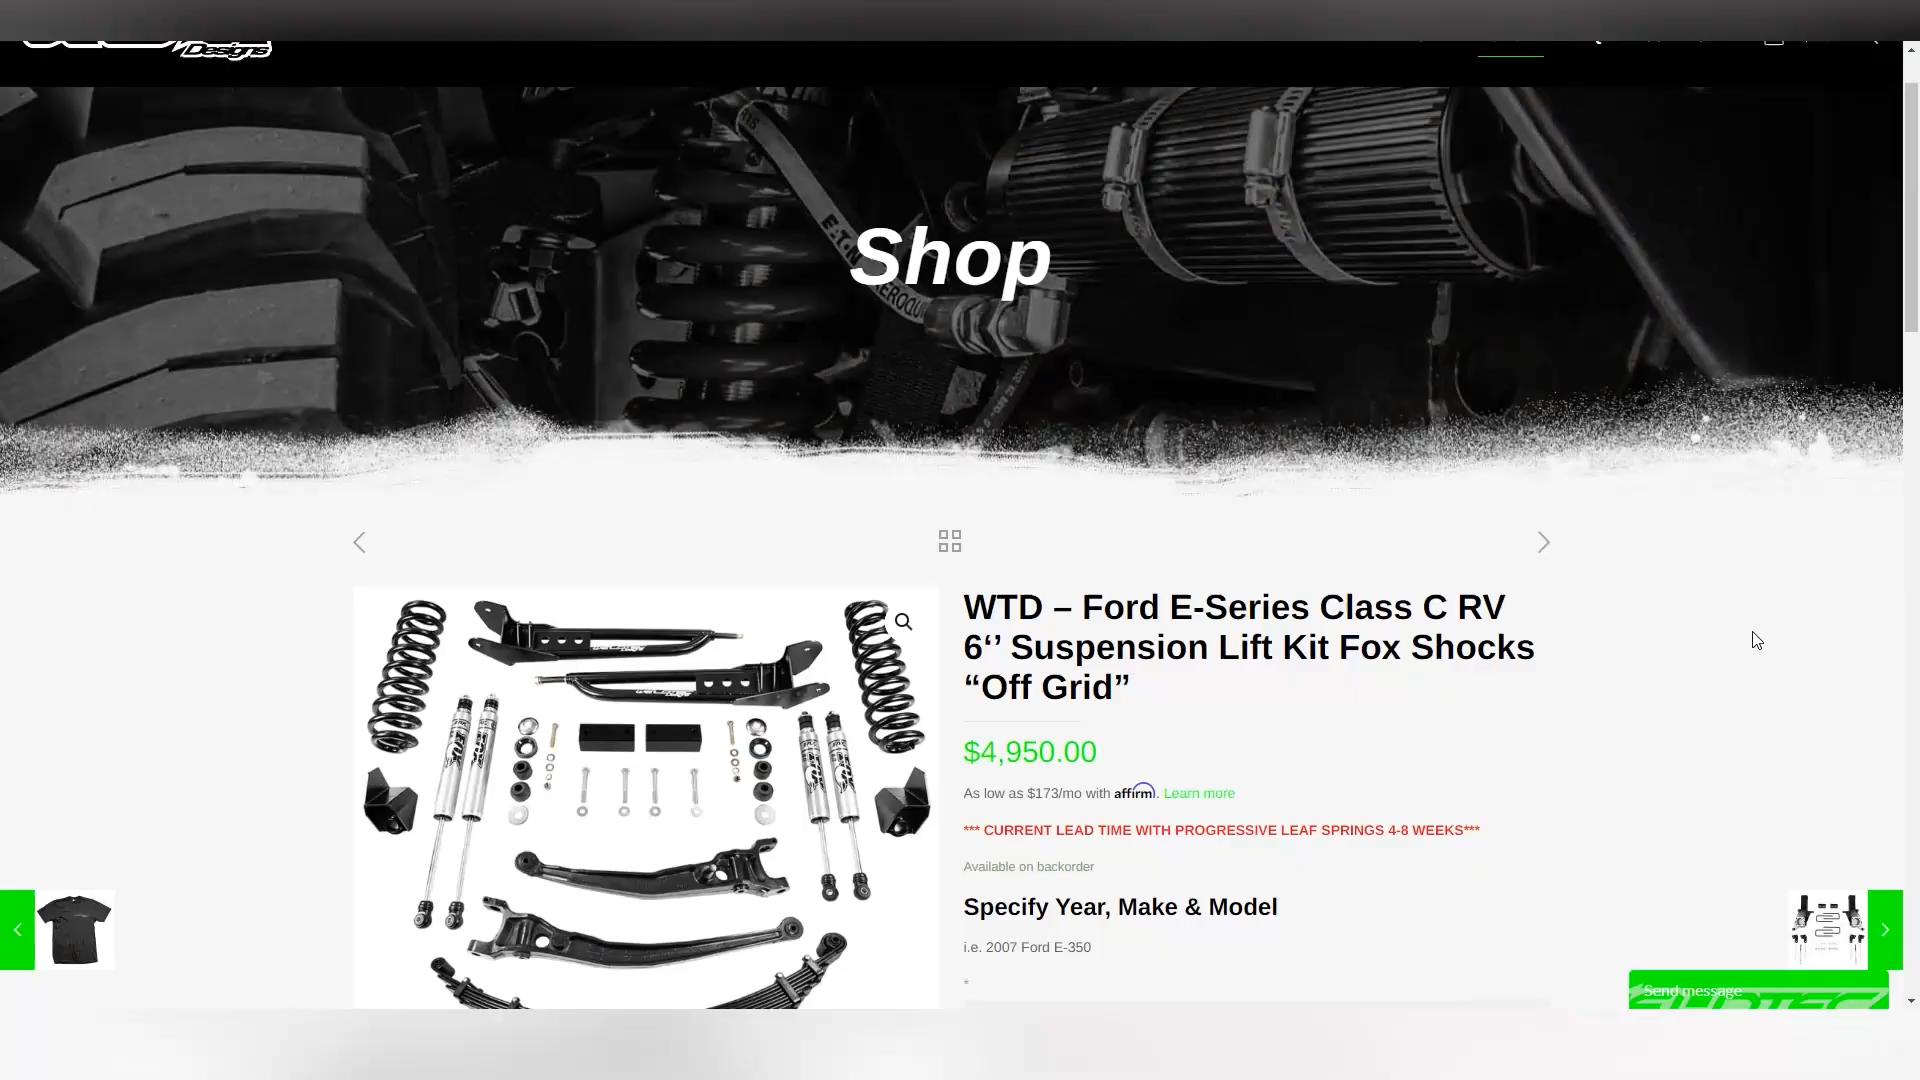 Designs
Shop
E-TON
AEROQUI
WTD – Ford E-Series Class C RV
6‘’ Suspension Lift Kit Fox Shocks
“Off Grid”
$4,950.00
As low as $173/mo with affirm. Learn more
*** CURRENT LEAD TIME WITH PROGRESSIVE LEAF SPRINGS 4-8 WEEKS***
Available on backorder
Specify Year, Make & Model
i.e. 2007 Ford E-350
*
Send message